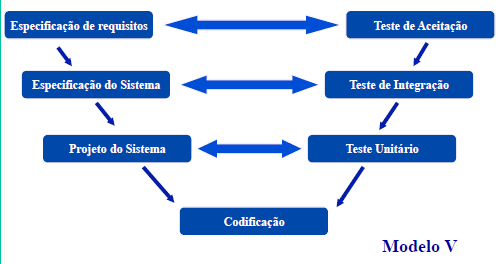 Especificação de requisitos
Teste de Aceitação
Especificação do Sistema
Teste de Integração
Projeto do Sistema
Teste Unitário
Codificação
Modelo V